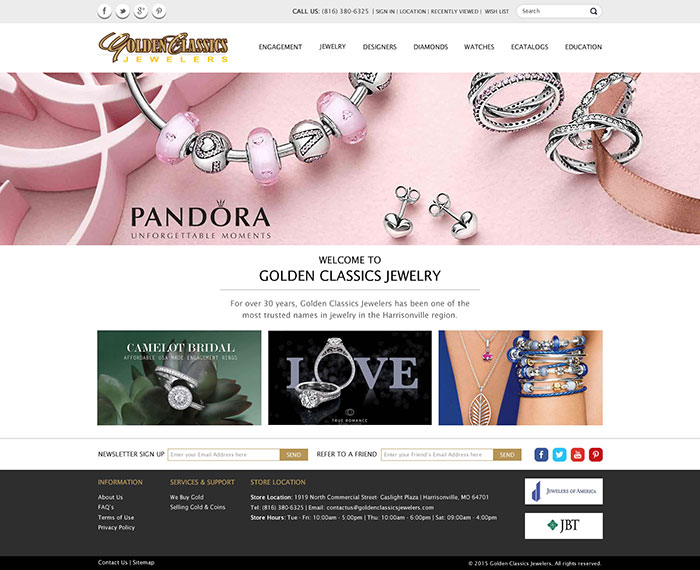 CALL US: (816) 380-6325 | SIGN IN | LOCATION | RECENTLY VIEWED | WISH LIST
Search
Golden Classics
JEWELERS
ENGAGEMENT JEWELRY DESIGNERS DIAMONDS WATCHES ECATALOGS EDUCATION
PANDORA
UNFORGETTABLE MOMENTS
WELCOME TO
GOLDEN CLASSICS JEWELRY
For over 30 years, Golden Classics Jewelers has been one of the
most trusted names in jewelry in the Harrisonville region.
CAMELOT BRIDAL
AFFORDABLE USA MADE ENGAGEMENT RINGS
LOVE
TRUE ROMANCE
NEWSLETTER SIGN UP Enter your Email Address here SEND REFER TO A FRIEND Enter your Friend's Email Address here SEND
INFORMATION SERVICES & SUPPORT STORE LOCATION
About Us We Buy Gold Store Location: 1919 North Commercial Street- Gaslight Plaza | Harrisonville, MO 64701
FAQ's Selling Gold & Coins Tel: (816) 380-6325 | Email: contactus@goldenclassicsjewelers.com
Terms of Use Store Hours: Tue - Fri: 10:00am - 5:00pm | Thu: 10:00am - 6:00pm | Sat: 09:00am - 4:00pm
Privacy Policy
JEWELERS OF AMERICA
JBT
Contact Us | Sitemap © 2015 Golden Classics Jewelers, All rights reserved.